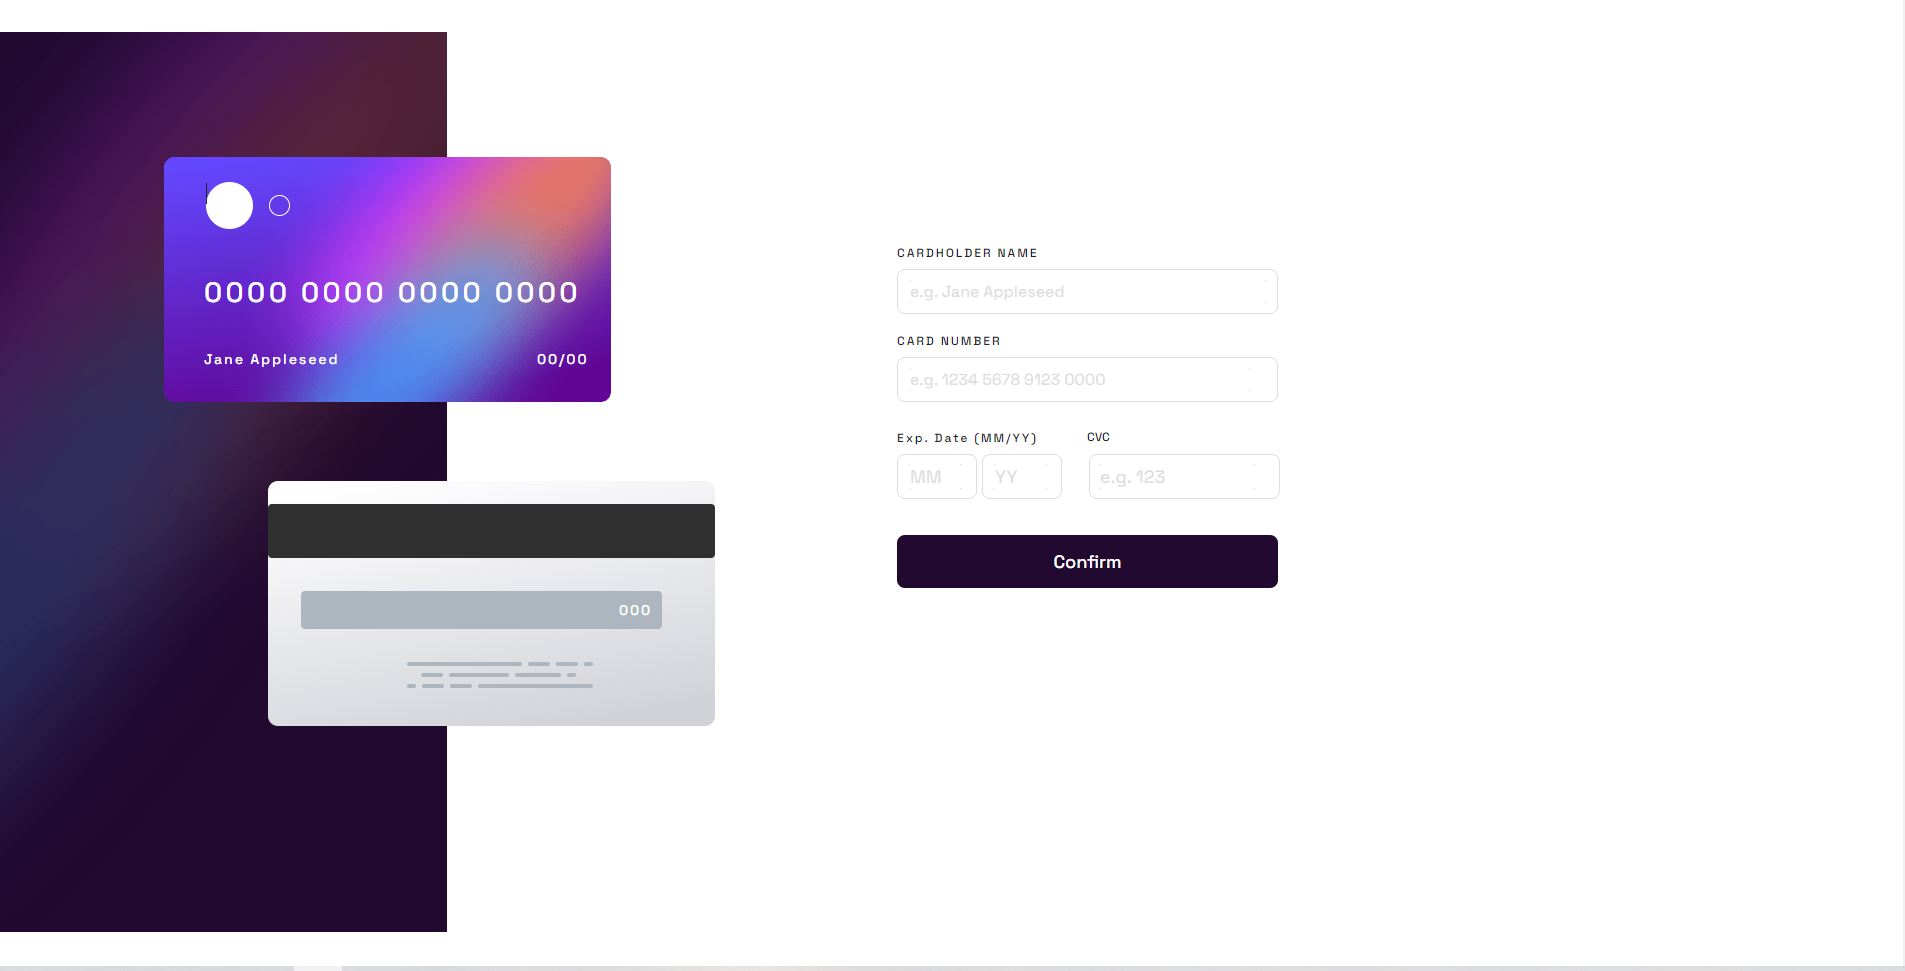 0000 0000 0000 0000
Jane Appleseed 00/00
000
CARDHOLDER NAME
e.g. Jane Appleseed
CARD NUMBER
e.g. 1234 5678 9123 0000
Exp. Date (MM/YY) CVC
MM YY e.g. 123
Confirm